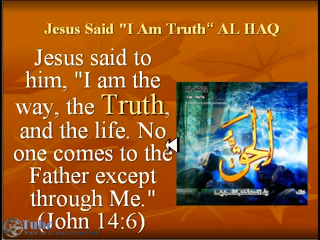 Jesus Said "I Am Truth“ AL HAQ
Jesus said to
him, "I am the
way, the Truth,
and the life. No
one comes to the
Father except
through Me."
(John 14:6)
الحق